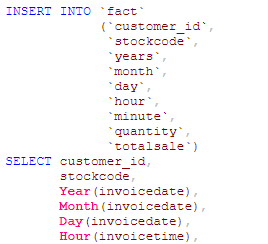 INSERT INTO `fact`
(`customer_id`,
`stockcode`,
`years`,
`month`,
`day`,
`hour`,
`minute`,
`quantity`,
`totalsale`)
SELECT customer_id,
stockcode,
Year(invoicedate),
Month(invoicedate),
Day(invoicedate),
Hour(invoicetime),